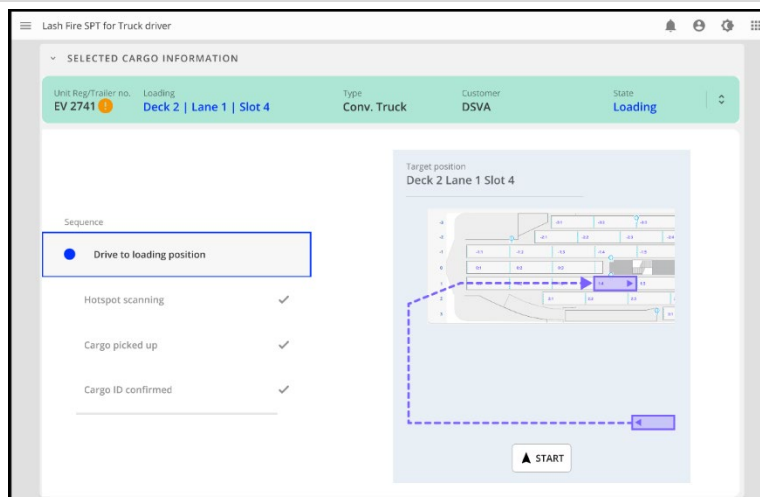 Lash Fire SPT for Truck driver
SELECTED CARGO INFORMATION
Unit Reg/Trailer no. Loading Type Customer State
EV 2741 Deck 2 | Lane 1 | Slot 4 Conv. Truck DSVA Loading
Target position
Deck 2 Lane 1 Slot 4
Sequence
Drive to loading position
Hotspot scanning
Cargo picked up
Cargo ID confirmed
START